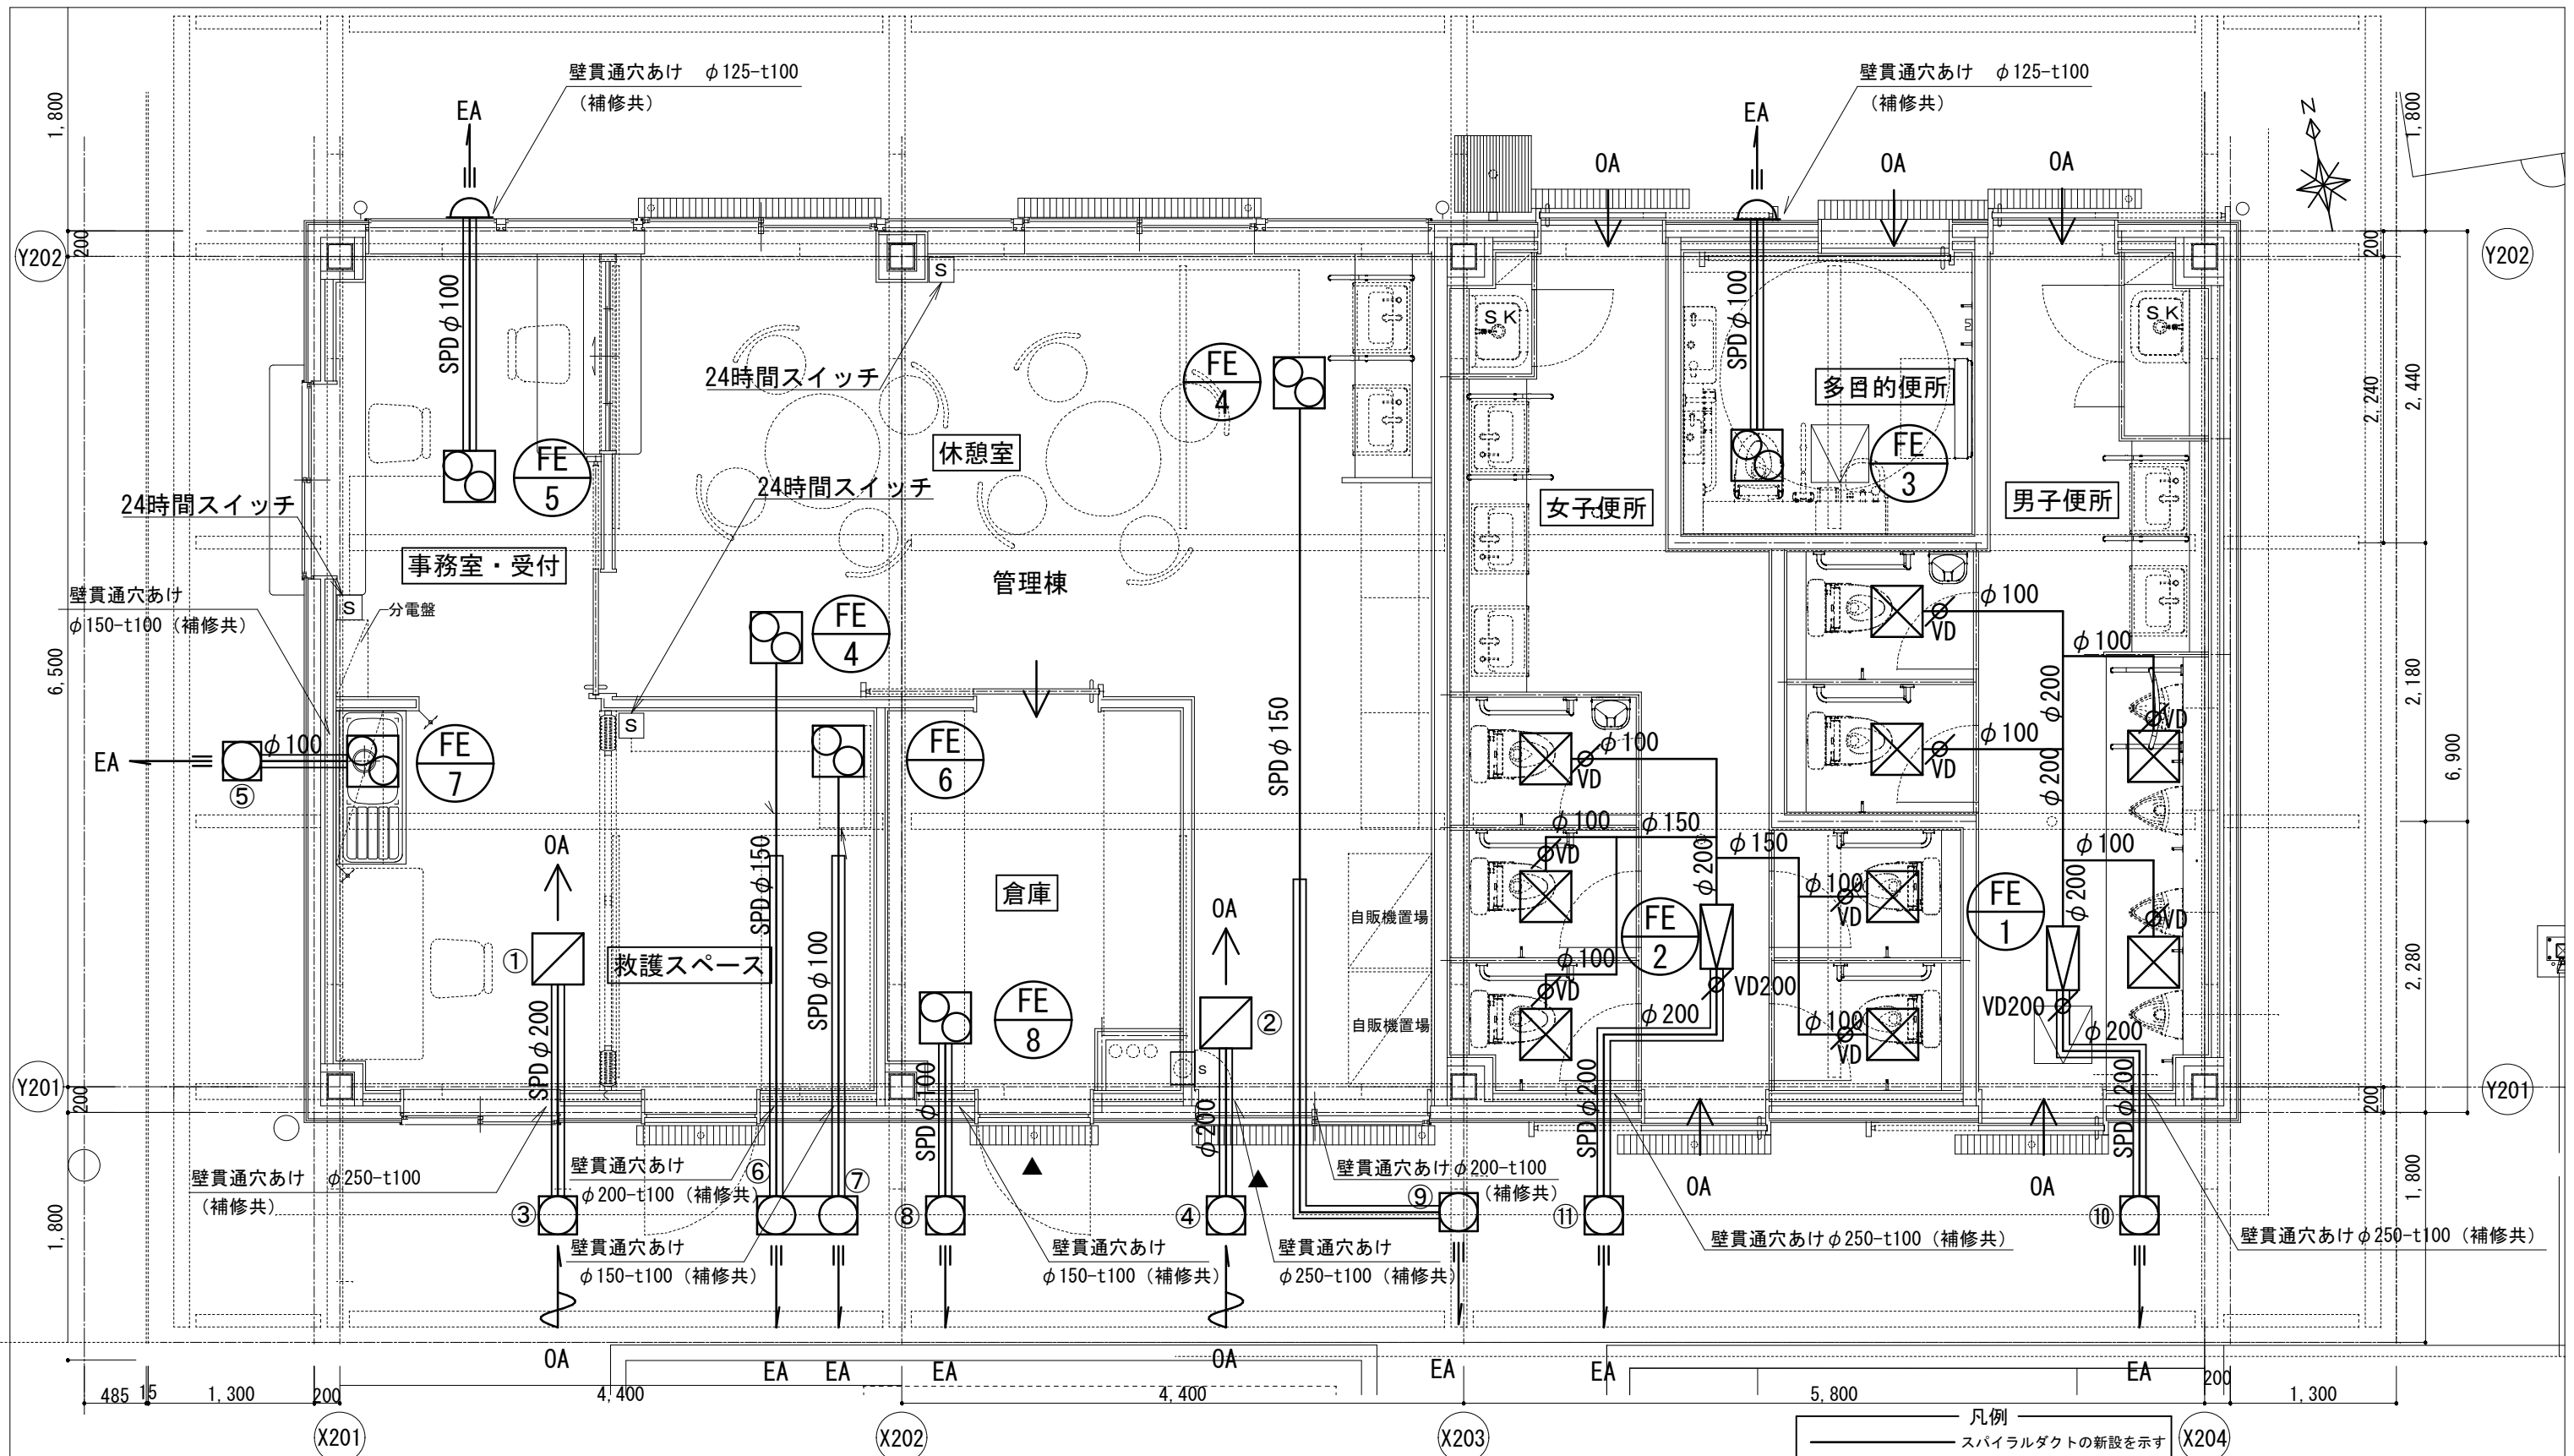 壁貫通穴あけ φ125-t100
(補修共)
EA
壁貫通穴あけ φ125-t100
(補修共)
EA
OA
OA
OA
N
1,800
1,800
Y202
200
200
Y202
S
SK
SK
SPDφ100
SPDφ100
24時間スイッチ
FE
4
多目的便所
2,240
2,440
休憩室
FE
5
FE
3
24時間スイッチ
24時間スイッチ
女子便所
男子便所
事務室・受付
管理棟
壁貫通穴あけ
φ150-t100 (補修共)
S
分電盤
FE
4
φ100
VD
φ100
φ200
6,500
2,180
S
SPDφ150
VD
EA
φ100
⑤
FE
7
FE
6
φ100
VD
φ100
VD
φ200
6,900
φ100
φ150
VD
φ200
φ150
φ100
OA
SPDφ150
SPDφ100
倉庫
OA
自販機置場
φ100
VD
FE
1
φ200
VD
①
救護スペース
FE
2
φ100
VD
VD200
2,280
SPDφ200
FE
8
②
自販機置場
φ200
φ100
VD
VD200
φ200
Y201
200
S
SPDφ100
φ200
SPDφ200
SPDφ200
200
Y201
壁貫通穴あけ φ250-t100
(補修共)
壁貫通穴あけ
φ200-t100 (補修共)
⑥
⑦
壁貫通穴あけφ200-t100
(補修共)
OA
OA
1,800
1,800
③
⑧
④
⑨
⑪
⑩
壁貫通穴あけ
φ150-t100 (補修共)
壁貫通穴あけ
φ150-t100 (補修共)
壁貫通穴あけ
φ250-t100 (補修共)
壁貫通穴あけφ250-t100 (補修共)
壁貫通穴あけφ250-t100 (補修共)
OA
EA
EA
EA
OA
EA
EA
EA
485
15
1,300
200
4,400
4,400
5,800
200
1,300
X201
X202
X203
X204
凡例
スパイラルダクトの新設を示す